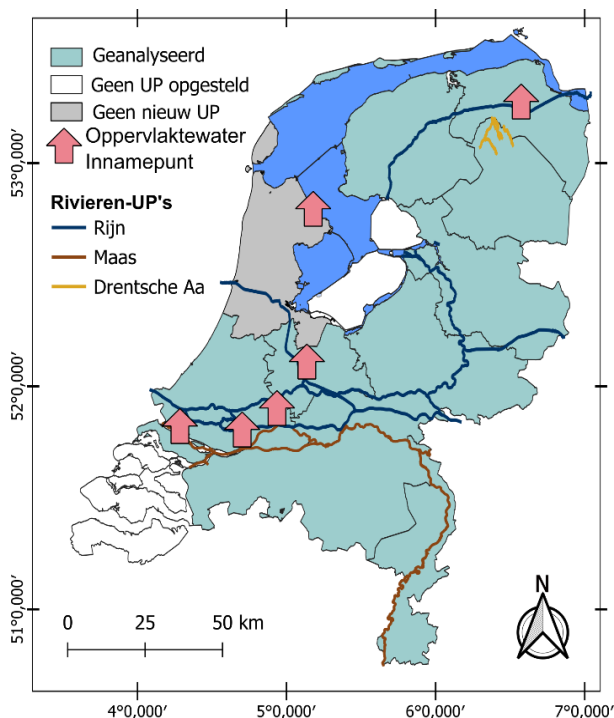 Geanalyseerd
Geen UP opgesteld
Geen nieuw UP
Oppervlaktewater
Innamepunt
Rivieren-UP's
Rijn
Maas
Drentsche Aa
53°0,000′
52°0,000′
51°0,000′
0 25 50 km
N
4°0,000′ 5°0,000′ 6°0,000′ 7°0,000′